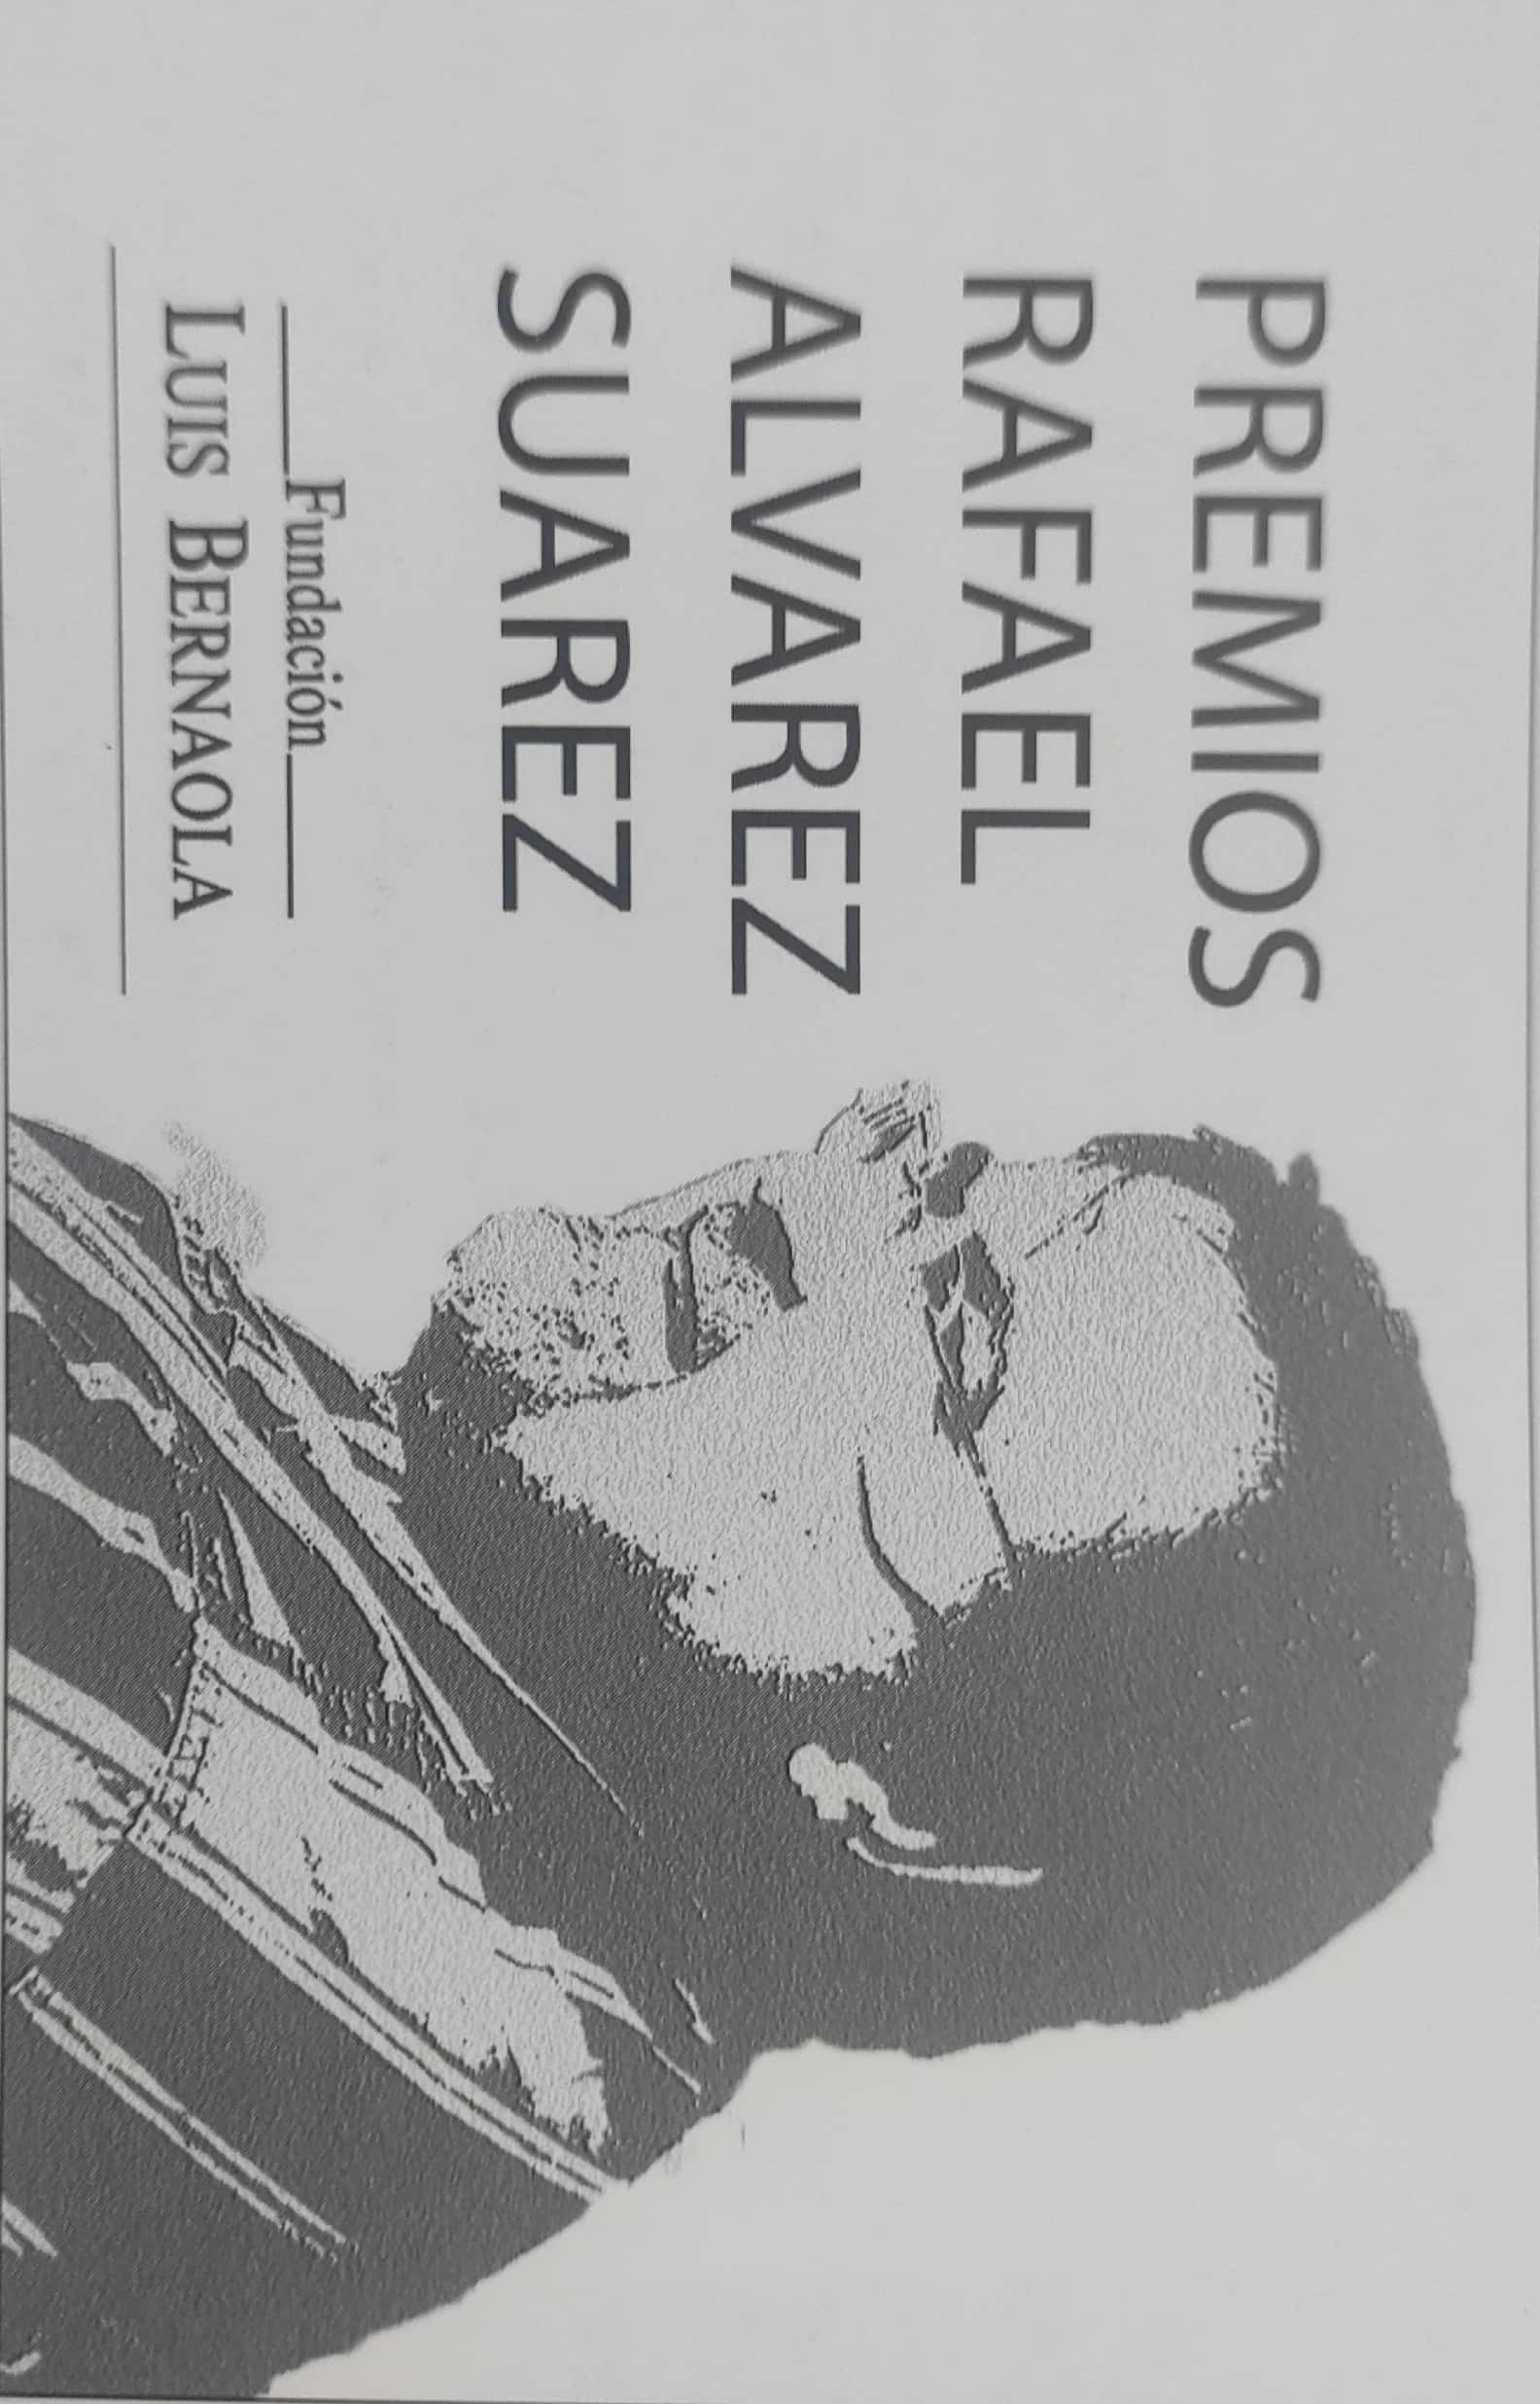 PREMIOS
RAFAEL
ALVAREZ
SUAREZ
Fundación
LUIS BERNAOLA